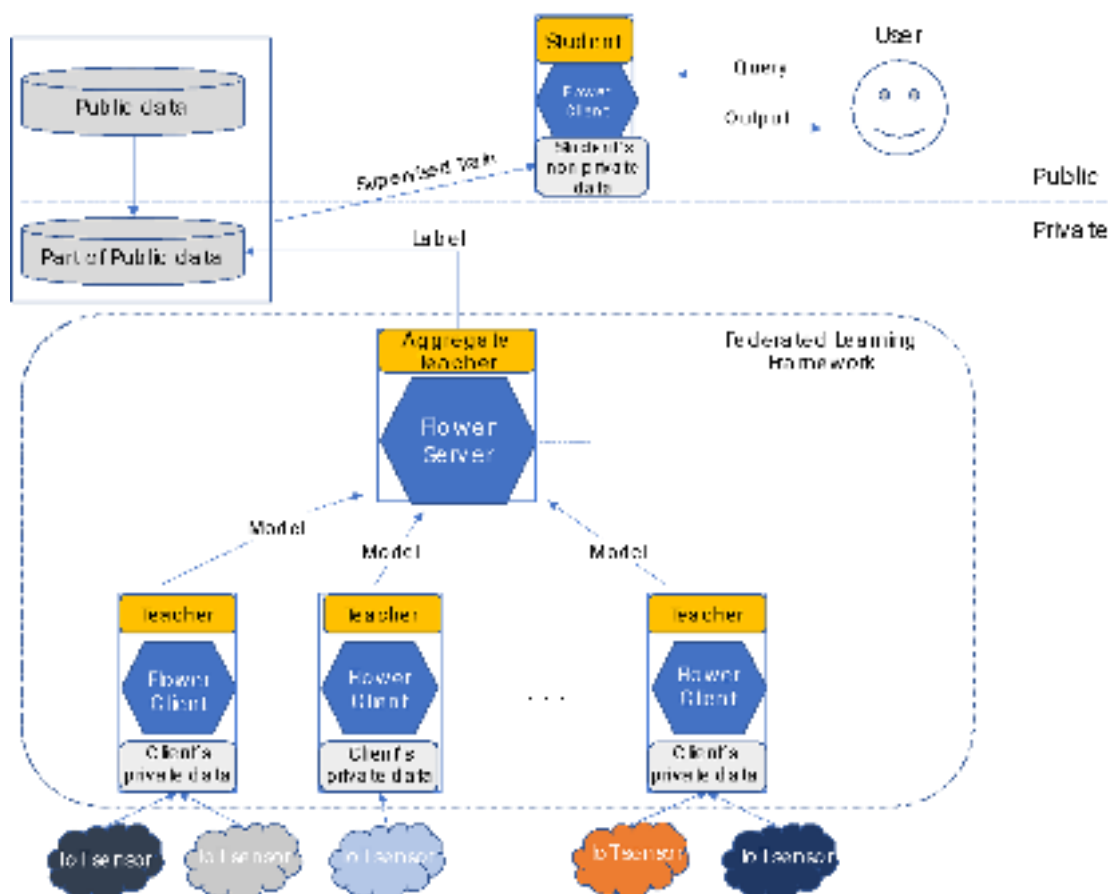 Student
User
Flower
Client
Query
Public data
Output
Student's
non private
data
Supervised train
Public
Part of Public data
Label
Private
Aggregate
Teacher
Federated Learning
Framework
Flower
Server
Model
Model
Model
Teacher
Teacher
Teacher
Flower
Client
Flower
Client
. . .
Flower
Client
Client's
private data
Client's
private data
Client's
private data
IoT sensor
IoT sensor
IoT sensor
IoT sensor
IoT sensor